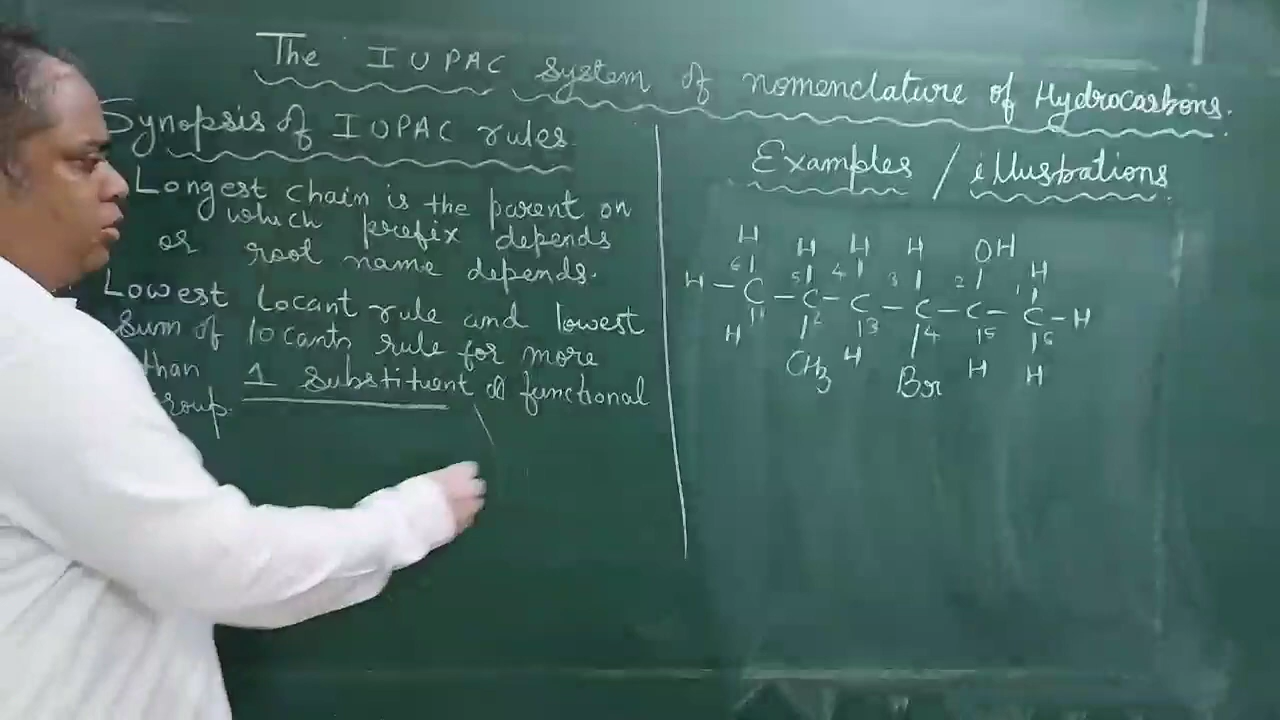 The IUPAC system of nomenclature of Hydrocarbons.
Synopsis of IUPAC rules.
Longest chain is the parent on
which prefix depends
or root name depends.
Lowest locant rule and lowest
sum of locants rule for more
than 1 substituent or functional
group.
Examples / illustrations
H H H H OH H
6 5 4 3 2 1
H – C – C – C – C – C – C – H
1 2 3 4 5 6
H CH3 H Br H H